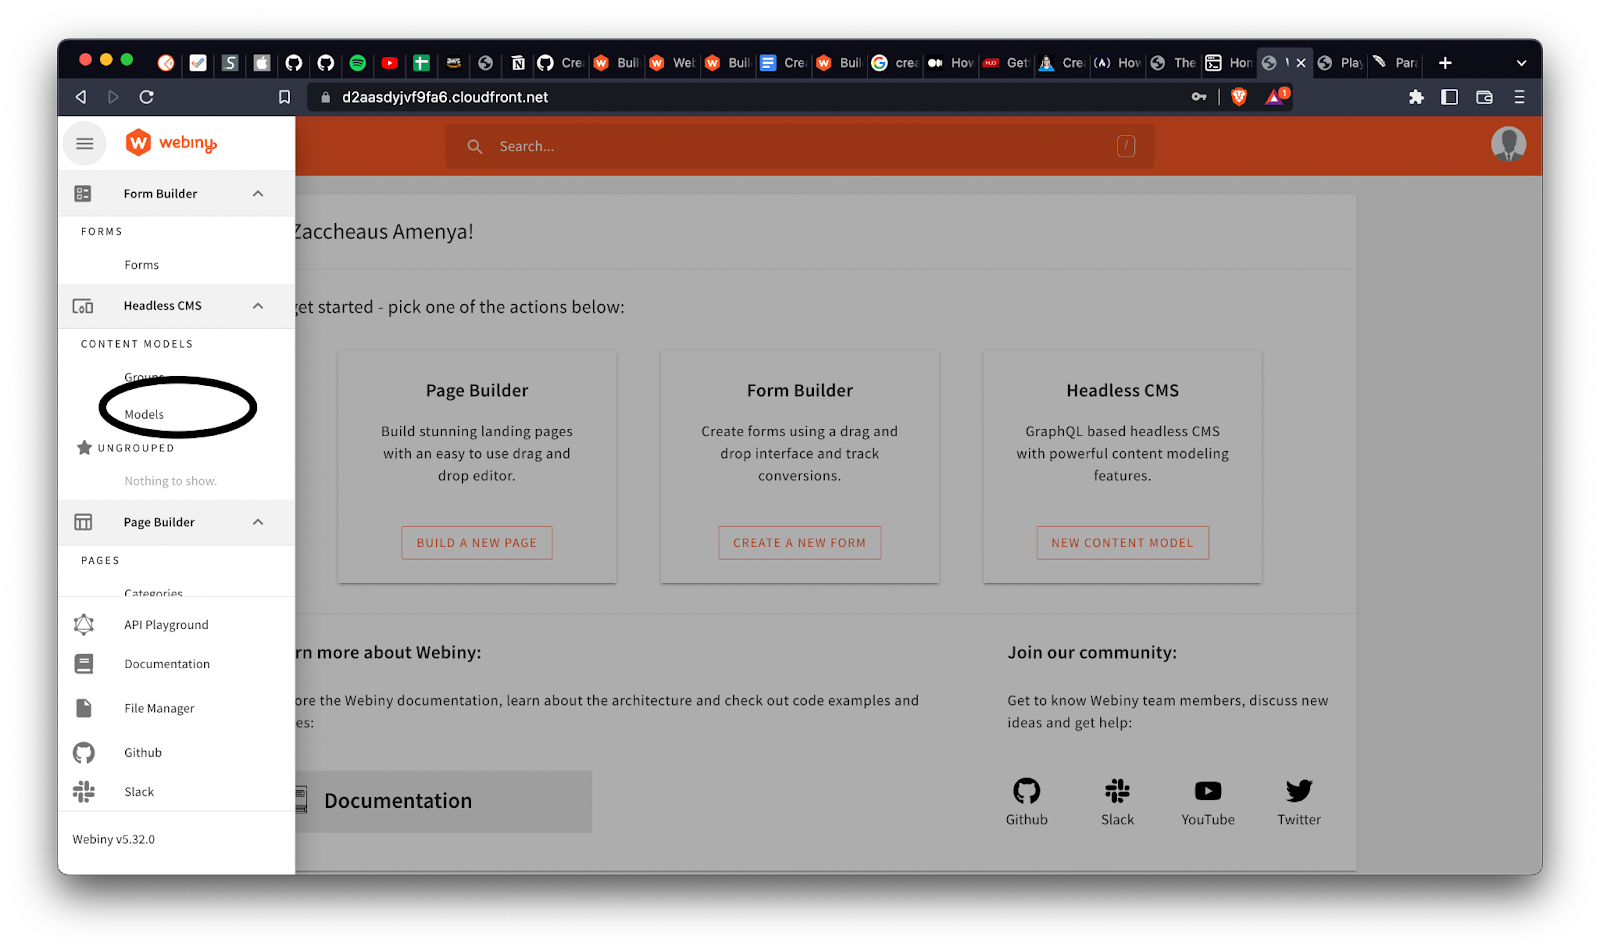 Crea
Buil
Web
Buil
Crea
Buil
crea
How
Get
Crea
How
The
Hom
Play
Para
d2aasdyjvf9fa6.cloudfront.net
1
webiny
Search...
/
Form Builder
FORMS
Forms
Headless CMS
CONTENT MODELS
Groups
Models
UNGROUPED
Nothing to show.
Page Builder
PAGES
Categories
API Playground
Documentation
File Manager
Github
Slack
Webiny v5.32.0
Zaccheaus Amenya!
get started - pick one of the actions below:
Page Builder
Build stunning landing pages
with an easy to use drag and
drop editor.
BUILD A NEW PAGE
Form Builder
Create forms using a drag and
drop interface and track
conversions.
CREATE A NEW FORM
Headless CMS
GraphQL based headless CMS
with powerful content modeling
features.
NEW CONTENT MODEL
rn more about Webiny:
ore the Webiny documentation, learn about the architecture and check out code examples and
es:
Documentation
Join our community:
Get to know Webiny team members, discuss new
ideas and get help:
Github
Slack
YouTube
Twitter